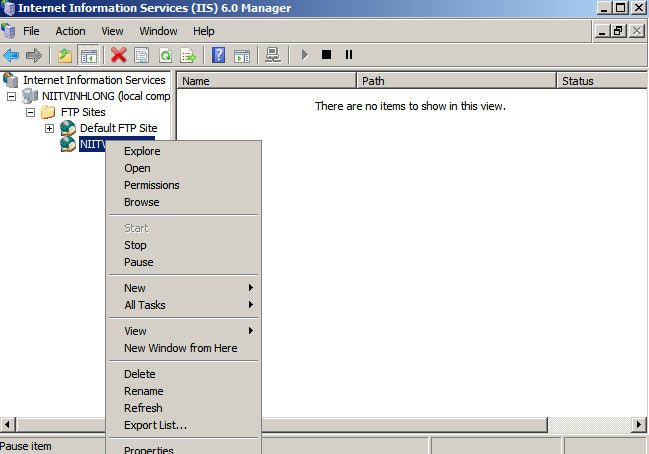 Internet Information Services (IIS) 6.0 Manager
File Action View Window Help
Internet Information Services
NIITVINHLONG (local comp
FTP Sites
Default FTP Site
Name Path Status
There are no items to show in this view.
Explore
Open
Permissions
Browse
Start
Stop
Pause
New
All Tasks
View
New Window from Here
Delete
Rename
Refresh
Export List...
Properties
Pause item